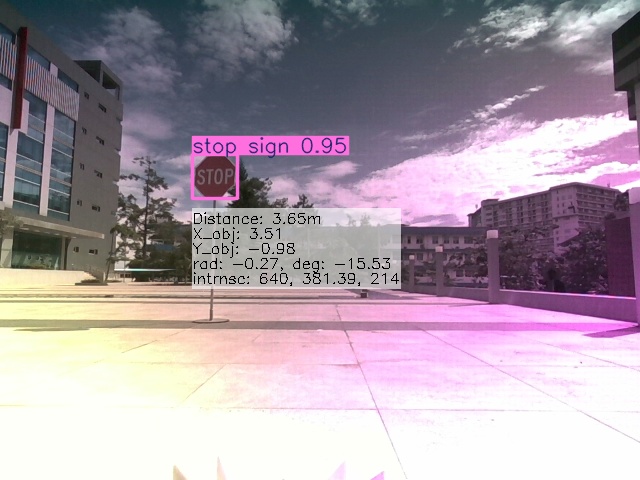 stop sign 0.95
STOP
Distance: 3.65m
X_obj: 3.51
Y_obj: -0.98
rad: -0.27, deg: -15.53
intrnsc: 640, 381.39, 214